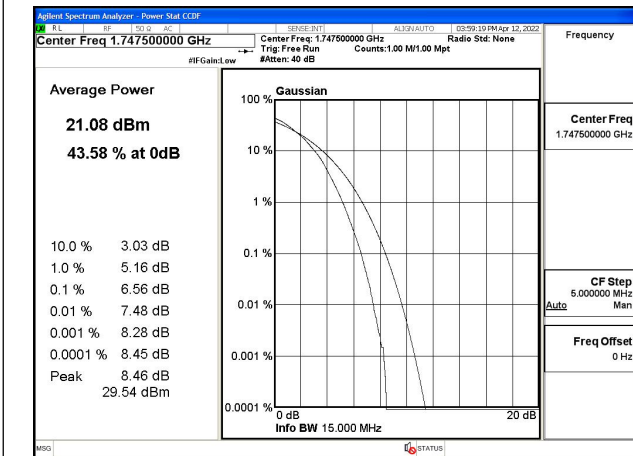 Agilent Spectrum Analyzer - Power Stat CCDF
RL RF 50 Ω AC SENSE:INT ALIGNAUTO 03:59:19 PM Apr 12, 2022
Center Freq 1.747500000 GHz
Center Freq: 1.747500000 GHz Radio Std: None
Trig: Free Run Counts:1.00 M/1.00 Mpt
#IFGain:Low #Atten: 40 dB
Frequency
Average Power
21.08 dBm
43.58 % at 0dB
10.0 % 3.03 dB
1.0 % 5.16 dB
0.1 % 6.56 dB
0.01 % 7.48 dB
0.001 % 8.28 dB
0.0001 % 8.45 dB
Peak 8.46 dB
29.54 dBm
Gaussian
100 %
10 %
1 %
0.1 %
0.01 %
0.001 %
0.0001 %
0 dB 20 dB
Info BW 15.000 MHz
Center Freq
1.747500000 GHz
CF Step
5.000000 MHz
Auto Man
Freq Offset
0 Hz
MSG STATUS